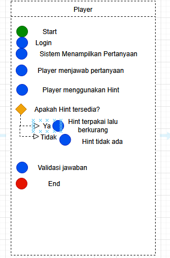 Player
Start
Login
Sistem Menampilkan Pertanyaan
Player menjawab pertanyaan
Player menggunakan Hint
Apakah Hint tersedia?
Ya
Hint terpakai lalu
berkurang
Tidak
Hint tidak ada
Validasi jawaban
End